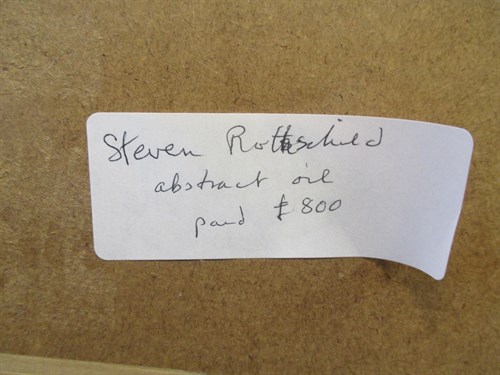 Steven Rothschild
abstract oil
paid £800